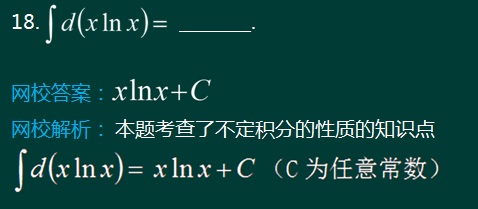 18. ∫d(x ln x)= ______.
网校答案：xlnx+C
网校解析：本题考查了不定积分的性质的知识点
∫d(x ln x)= x ln x+C（C 为任意常数）